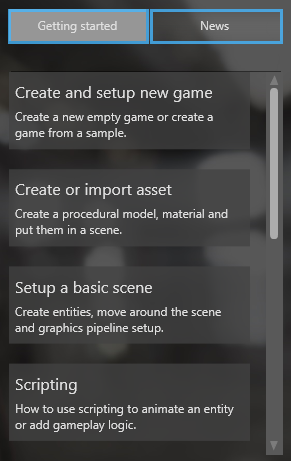 Getting started
News
Create and setup new game
Create a new empty game or create a
game from a sample.
Create or import asset
Create a procedural model, material and
put them in a scene.
Setup a basic scene
Create entities, move around the scene
and graphics pipeline setup.
Scripting
How to use scripting to animate an entity
or add gameplay logic.